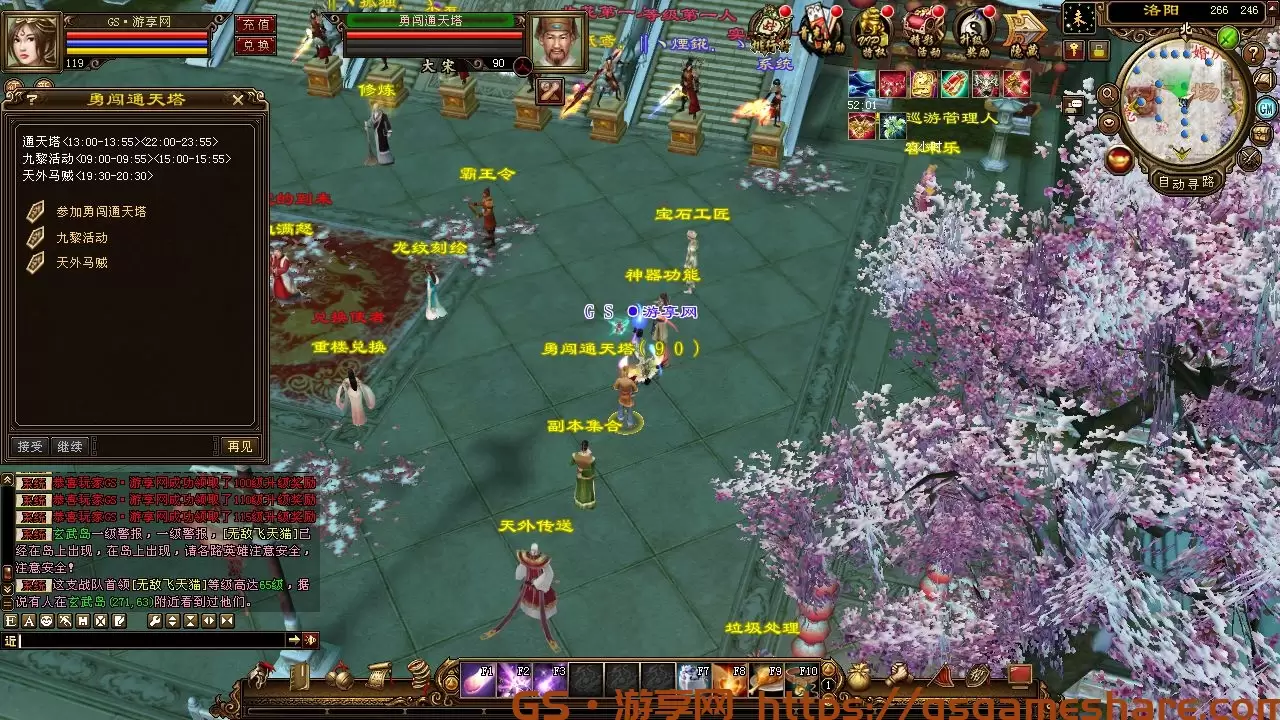 GS·游享网
119
充值
兑换
勇闯通天塔
大宋
90
系统
洛阳
266 246
北
自动寻路
52:01
巡游管理人
喜来乐
修炼
霸王令
宝石工匠
龙纹刻绘
神器功能
GS 游享网
兑换使者
重楼兑换
勇闯通天塔(90)
副本集合
天外传送
垃圾处理
勇闯通天塔
通天塔<13:00-13:55><22:00-23:55>
天外马贼<19:30-20:30>
参加勇闯通天塔
九黎活动
天外马贼
接受
继续
再见
恭喜玩家GS·游享网成功领取了100级升级奖励
恭喜玩家GS·游享网成功领取了110级升级奖励
恭喜玩家GS·游享网成功领取了115级升级奖励
玄武岛一级警报，一级警报，[无敌飞天猫]已
经在岛上出现，在岛上出现，请各路英雄注意安全，
注意安全！
这支战队首领[无敌飞天猫]等级高达65级，据
说有人在玄武岛(271,63)附近看到过他们。
近
F1 F2 F3 F7 F8 F9 F10
GS·游享网 https://gsgameshare.com